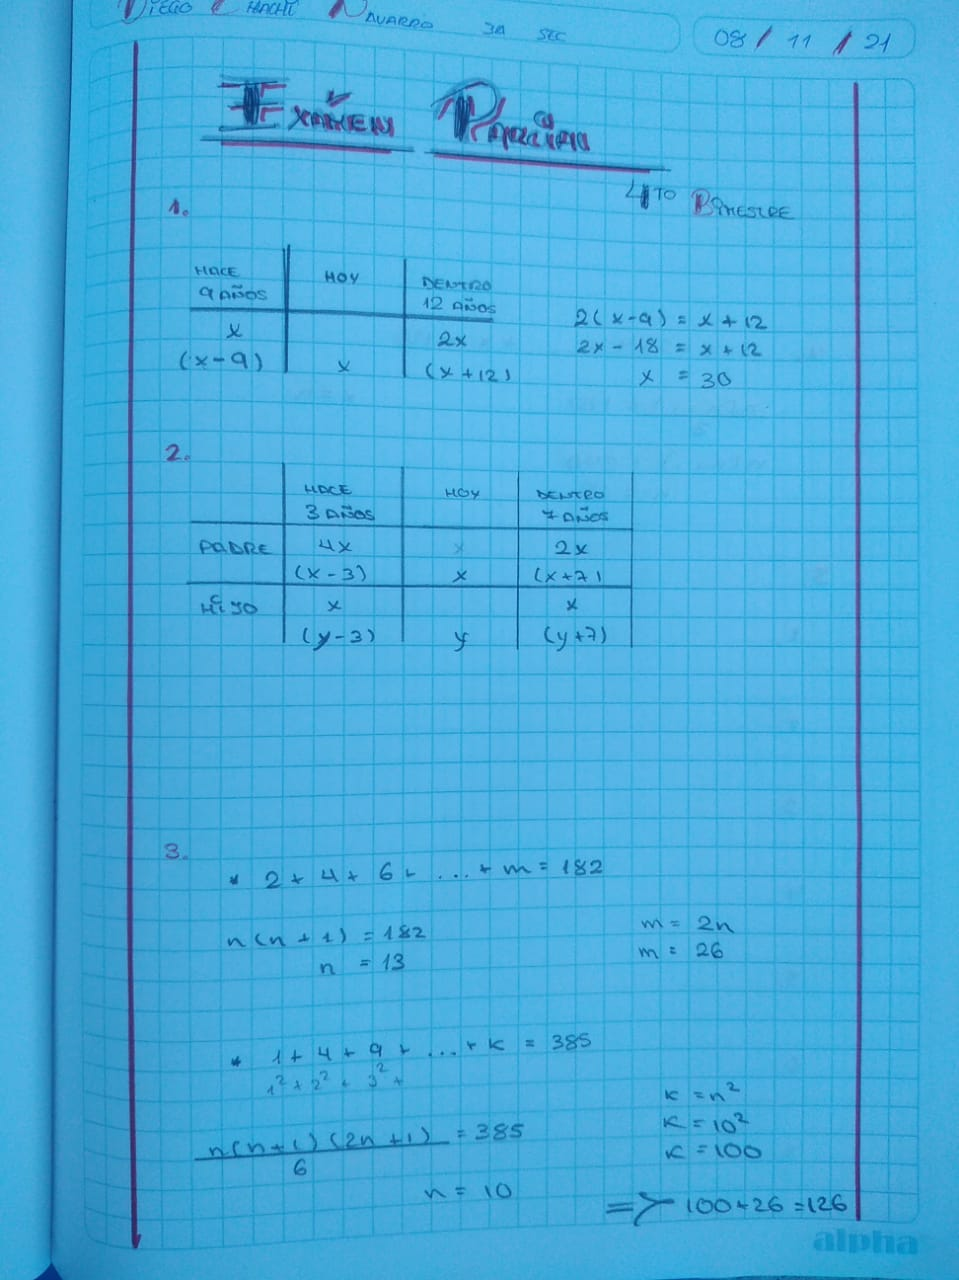 DIEGO CHACHI NAVARRO 3A SEC
08 / 11 / 21
EXÁMEN PARCIAL
4TO BIMESTRE
1.
HACE 9 AÑOS HOY DENTRO 12 AÑOS
x 2x
(x-9) x (x+12)
2(x-9) = x+12
2x - 18 = x+12
x = 30
2.
HACE 3 AÑOS HOY DENTRO 7 AÑOS
PADRE 4x x 2x
(x-3) x (x+7)
HIJO x x
(y-3) y (y+7)
3.
* 2 + 4 + 6 + ... + m = 182
n(n+1) = 182
n = 13
m = 2n
m = 26
* 1 + 4 + 9 + ... + K = 385
1² + 2² + 3² +
n(n+1)(2n+1) = 385
6
n = 10
K = n²
K = 10²
K = 100
=> 100+26=126
alpha